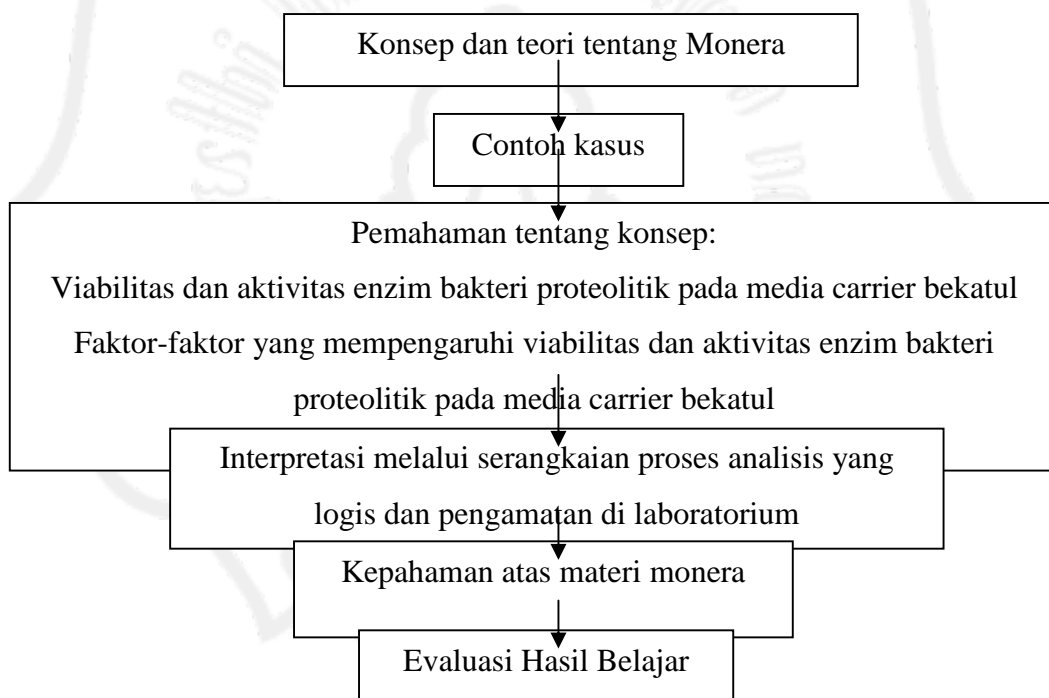 Konsep dan teori tentang Monera
Contoh kasus
Pemahaman tentang konsep:
Viabilitas dan aktivitas enzim bakteri proteolitik pada media carrier bekatul
Faktor-faktor yang mempengaruhi viabilitas dan aktivitas enzim bakteri
proteolitik pada media carrier bekatul
Interpretasi melalui serangkaian proses analisis yang
logis dan pengamatan di laboratorium
Kepahaman atas materi monera
Evaluasi Hasil Belajar